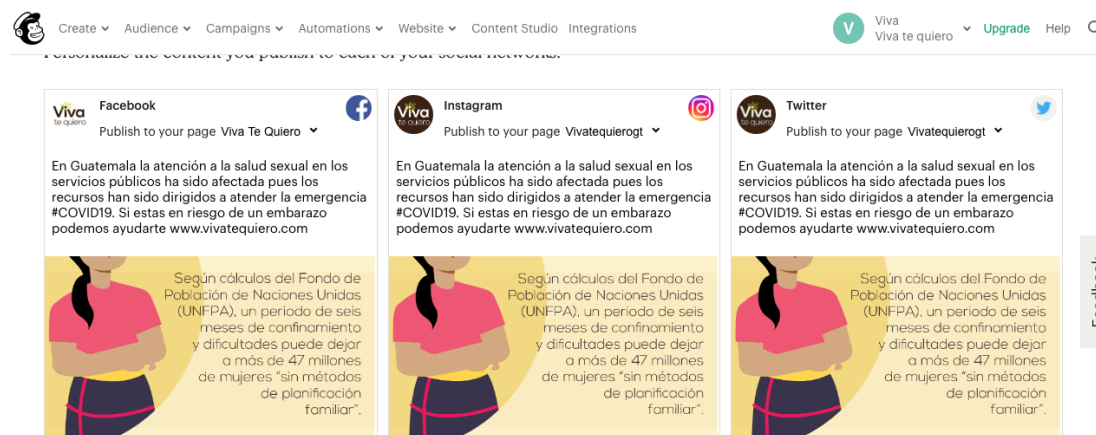 Create Audience Campaigns Automations Website Content Studio Integrations V Viva Upgrade Help
Viva te quiero
Personalize the content you publish to each of your social networks.
Viva te quiero Facebook
Publish to your page Viva Te Quiero
En Guatemala la atención a la salud sexual en los
servicios públicos ha sido afectada pues los
recursos han sido dirigidos a atender la emergencia
#COVID19. Si estas en riesgo de un embarazo
podemos ayudarte www.vivatequiero.com
Según cálculos del Fondo de
Población de Naciones Unidas
(UNFPA), un periodo de seis
meses de confinamiento
y dificultades puede dejar
a más de 47 millones
de mujeres “sin métodos
de planificación
familiar”.
Viva te quiero Instagram
Publish to your page Vivatequierogt
En Guatemala la atención a la salud sexual en los
servicios públicos ha sido afectada pues los
recursos han sido dirigidos a atender la emergencia
#COVID19. Si estas en riesgo de un embarazo
podemos ayudarte www.vivatequiero.com
Según cálculos del Fondo de
Población de Naciones Unidas
(UNFPA), un periodo de seis
meses de confinamiento
y dificultades puede dejar
a más de 47 millones
de mujeres “sin métodos
de planificación
familiar”.
Viva te quiero Twitter
Publish to your page Vivatequierogt
En Guatemala la atención a la salud sexual en los
servicios públicos ha sido afectada pues los
recursos han sido dirigidos a atender la emergencia
#COVID19. Si estas en riesgo de un embarazo
podemos ayudarte www.vivatequiero.com
Según cálculos del Fondo de
Población de Naciones Unidas
(UNFPA), un periodo de seis
meses de confinamiento
y dificultades puede dejar
a más de 47 millones
de mujeres “sin métodos
de planificación
familiar”.
Feedback